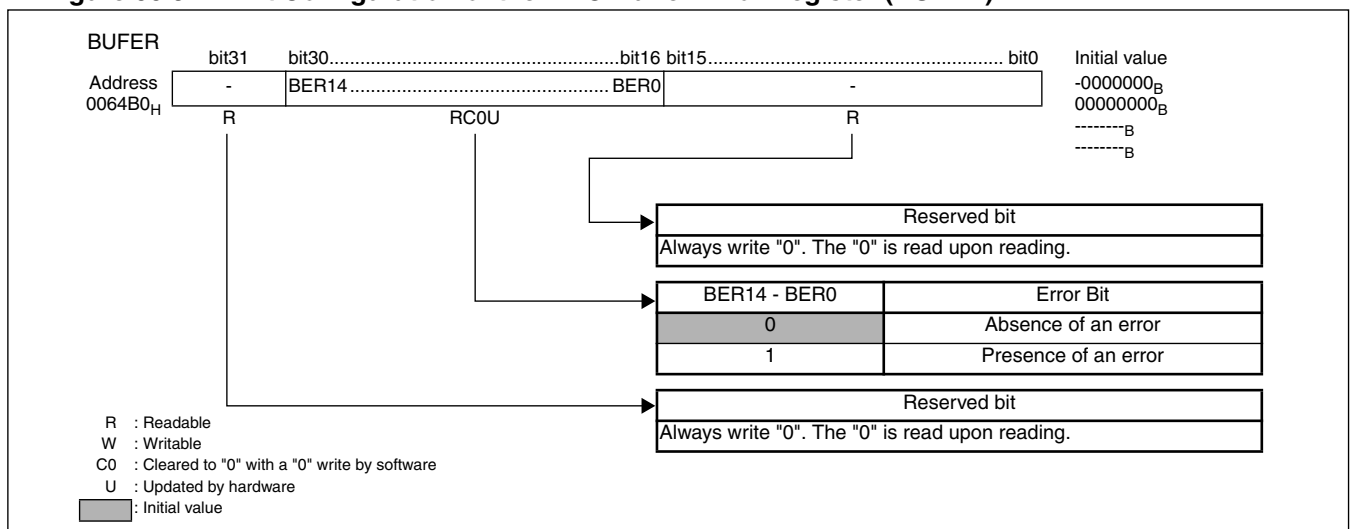 BUFER
bit31 bit30........................................................bit16 bit15......................................................... bit0 Initial value
Address - BER14.................................................. BER0 - -0000000B
0064B0H 00000000B
R RC0U R --------B
--------B
Reserved bit
Always write "0". The "0" is read upon reading.
BER14 - BER0 Error Bit
0 Absence of an error
1 Presence of an error
Reserved bit
Always write "0". The "0" is read upon reading.
R : Readable
W : Writable
C0 : Cleared to "0" with a "0" write by software
U : Updated by hardware
: Initial value